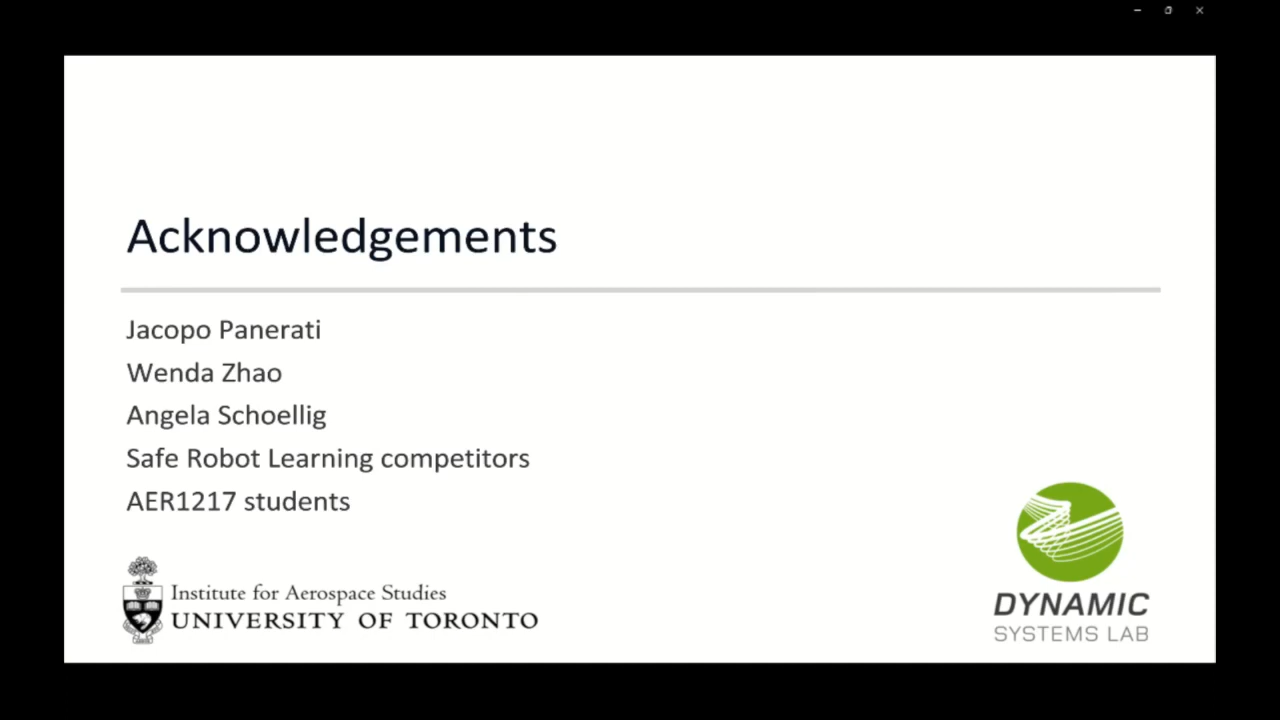 Acknowledgements
Jacopo Panerati
Wenda Zhao
Angela Schoellig
Safe Robot Learning competitors
AER1217 students
Institute for Aerospace Studies
UNIVERSITY OF TORONTO
DYNAMIC
SYSTEMS LAB